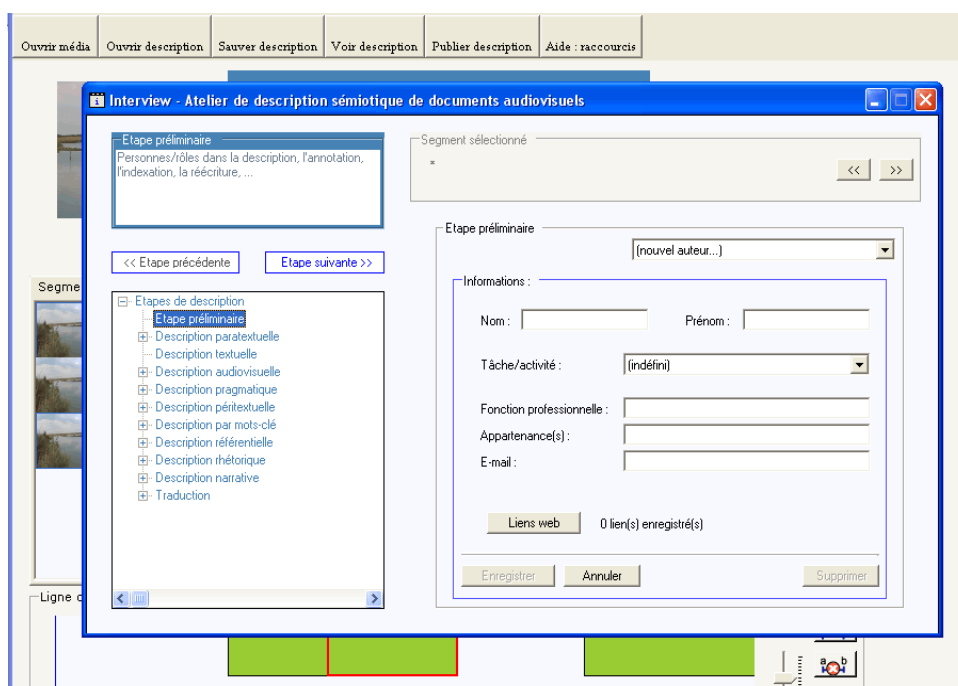 Ouvrir média Ouvrir description Sauver description Voir description Publier description Aide : raccourcis
Interview - Atelier de description sémiotique de documents audiovisuels
Etape préliminaire
Personnes/rôles dans la description, l'annotation,
l'indexation, la réécriture, ...
Segment sélectionné
*
<< >>
<< Etape précédente Etape suivante >>
Etape préliminaire
(nouvel auteur...)
Informations :
Nom : Prénom :
Tâche/activité : (indéfini)
Fonction professionnelle :
Appartenance(s) :
E-mail :
Liens web 0 lien(s) enregistré(s)
Enregistrer Annuler Supprimer
Segme
Etapes de description
Etape préliminaire
Description paratextuelle
Description textuelle
Description audiovisuelle
Description pragmatique
Description péritextuelle
Description par mots-clé
Description référentielle
Description rhétorique
Description narrative
Traduction
Ligne
a b